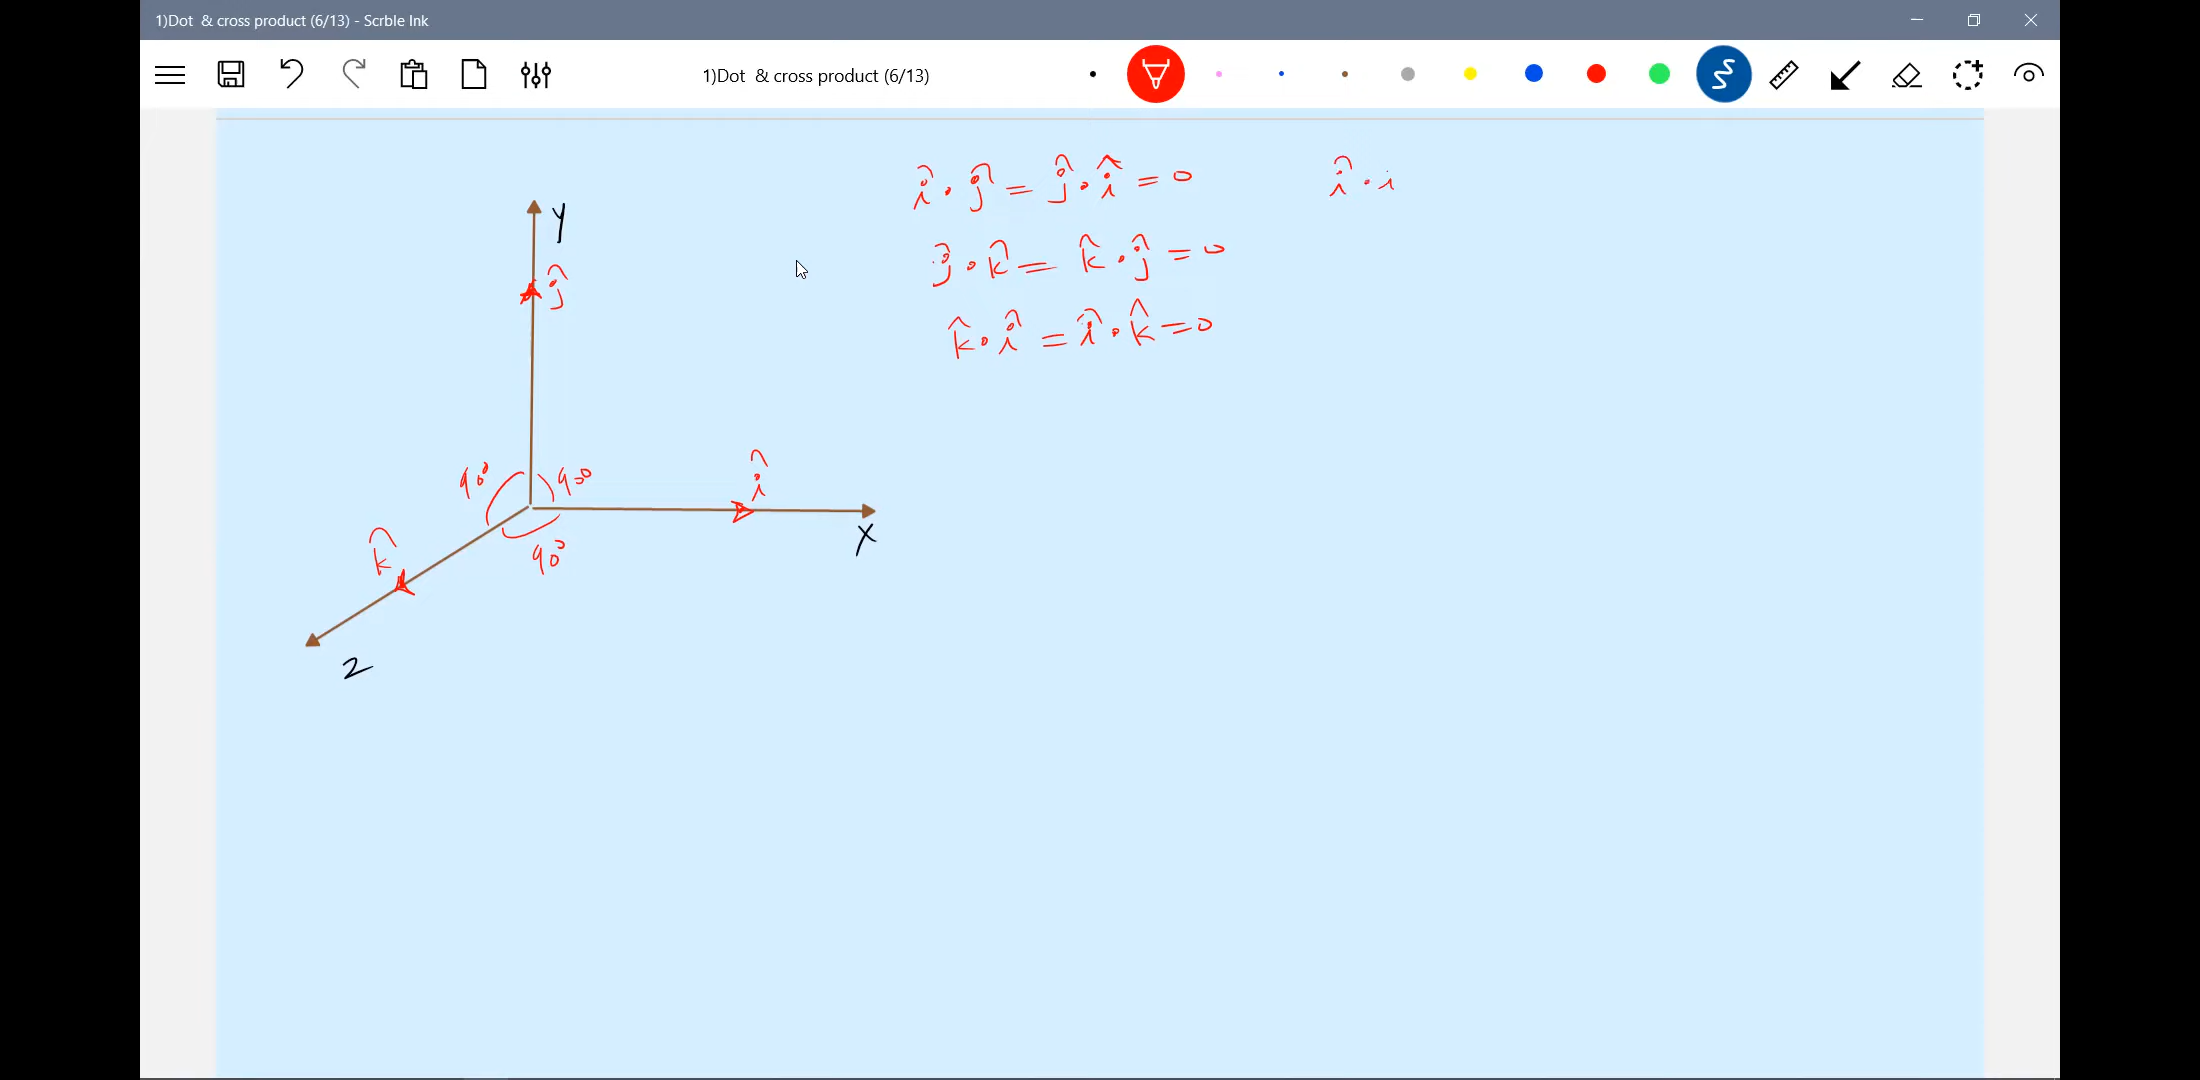 1)Dot & cross product (6/13) - Scrble Ink
1)Dot & cross product (6/13)
î · ĵ = ĵ · î = 0
î · i
y
ĵ · k̂ = k̂ · ĵ = 0
ĵ
k̂ · î = î · k̂ = 0
î
90°
90°
x
k̂
90°
z